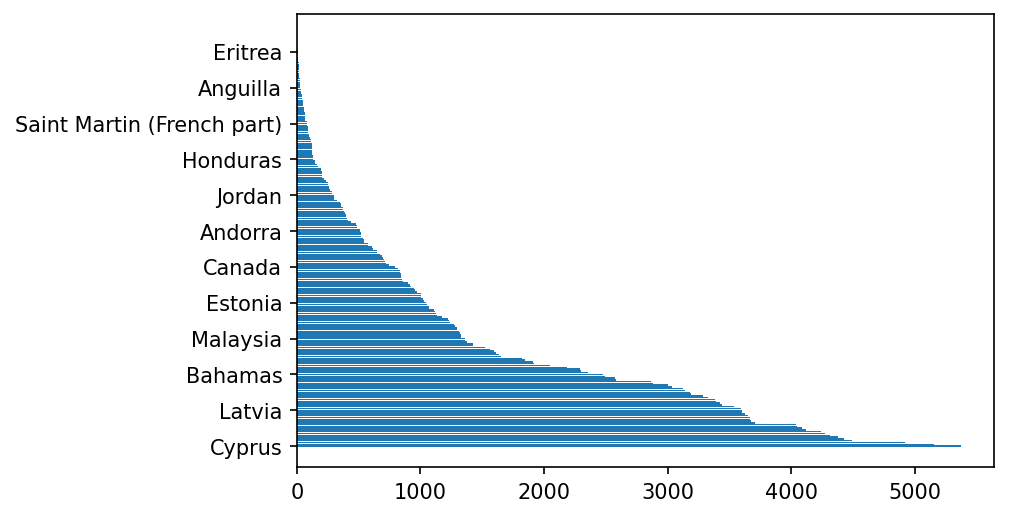 Eritrea
Anguilla
Saint Martin (French part)
Honduras
Jordan
Andorra
Canada
Estonia
Malaysia
Bahamas
Latvia
Cyprus
0 1000 2000 3000 4000 5000